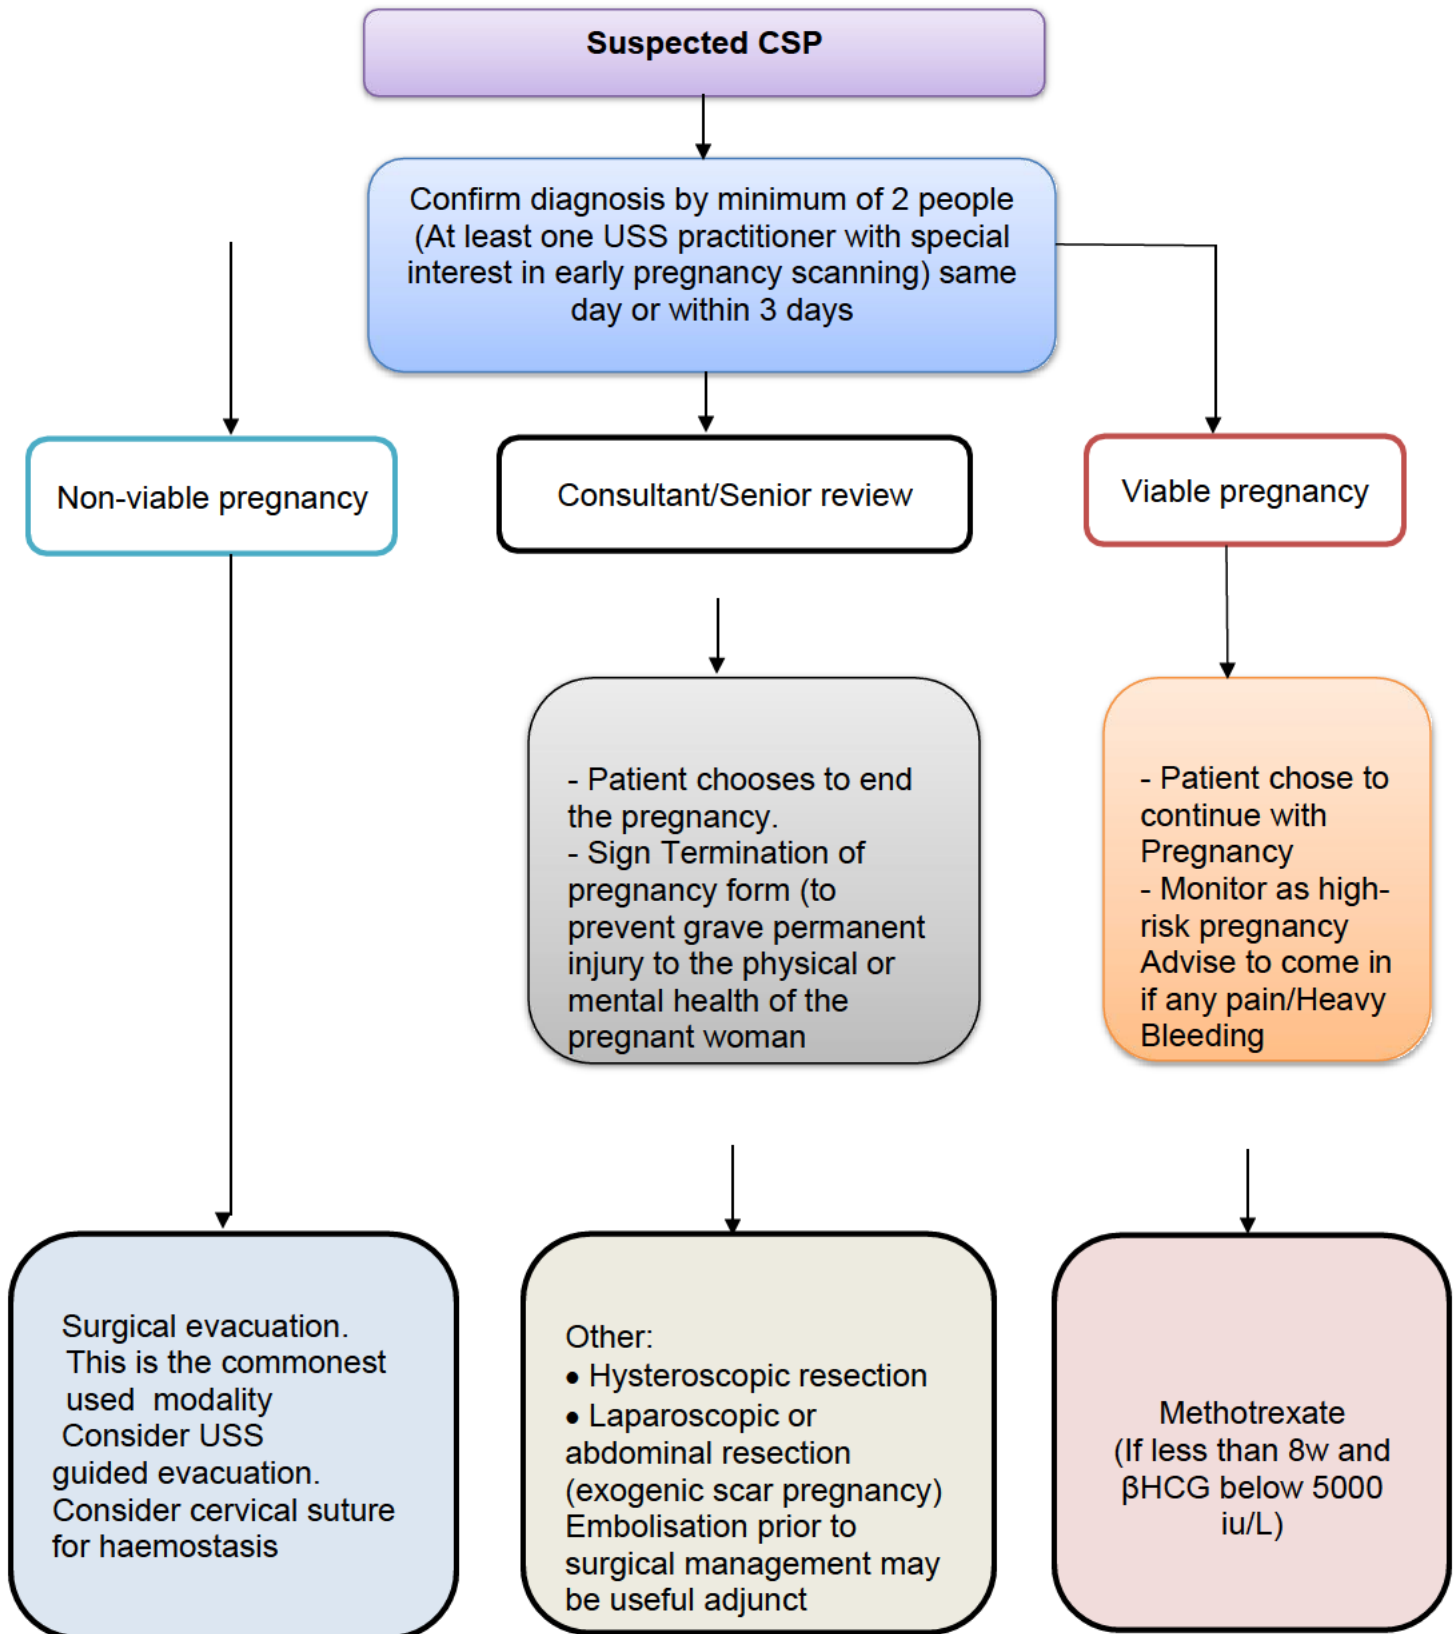 Suspected CSP
Confirm diagnosis by minimum of 2 people
(At least one USS practitioner with special
interest in early pregnancy scanning) same
day or within 3 days
Non-viable pregnancy
Consultant/Senior review
Viable pregnancy
- Patient chooses to end
the pregnancy.
- Sign Termination of
pregnancy form (to
prevent grave permanent
injury to the physical or
mental health of the
pregnant woman
- Patient chose to
continue with
Pregnancy
- Monitor as high-
risk pregnancy
Advise to come in
if any pain/Heavy
Bleeding
Surgical evacuation.
This is the commonest
used modality
Consider USS
guided evacuation.
Consider cervical suture
for haemostasis
Other:
• Hysteroscopic resection
• Laparoscopic or
abdominal resection
(exogenic scar pregnancy)
Embolisation prior to
surgical management may
be useful adjunct
Methotrexate
(If less than 8w and
βHCG below 5000
iu/L)